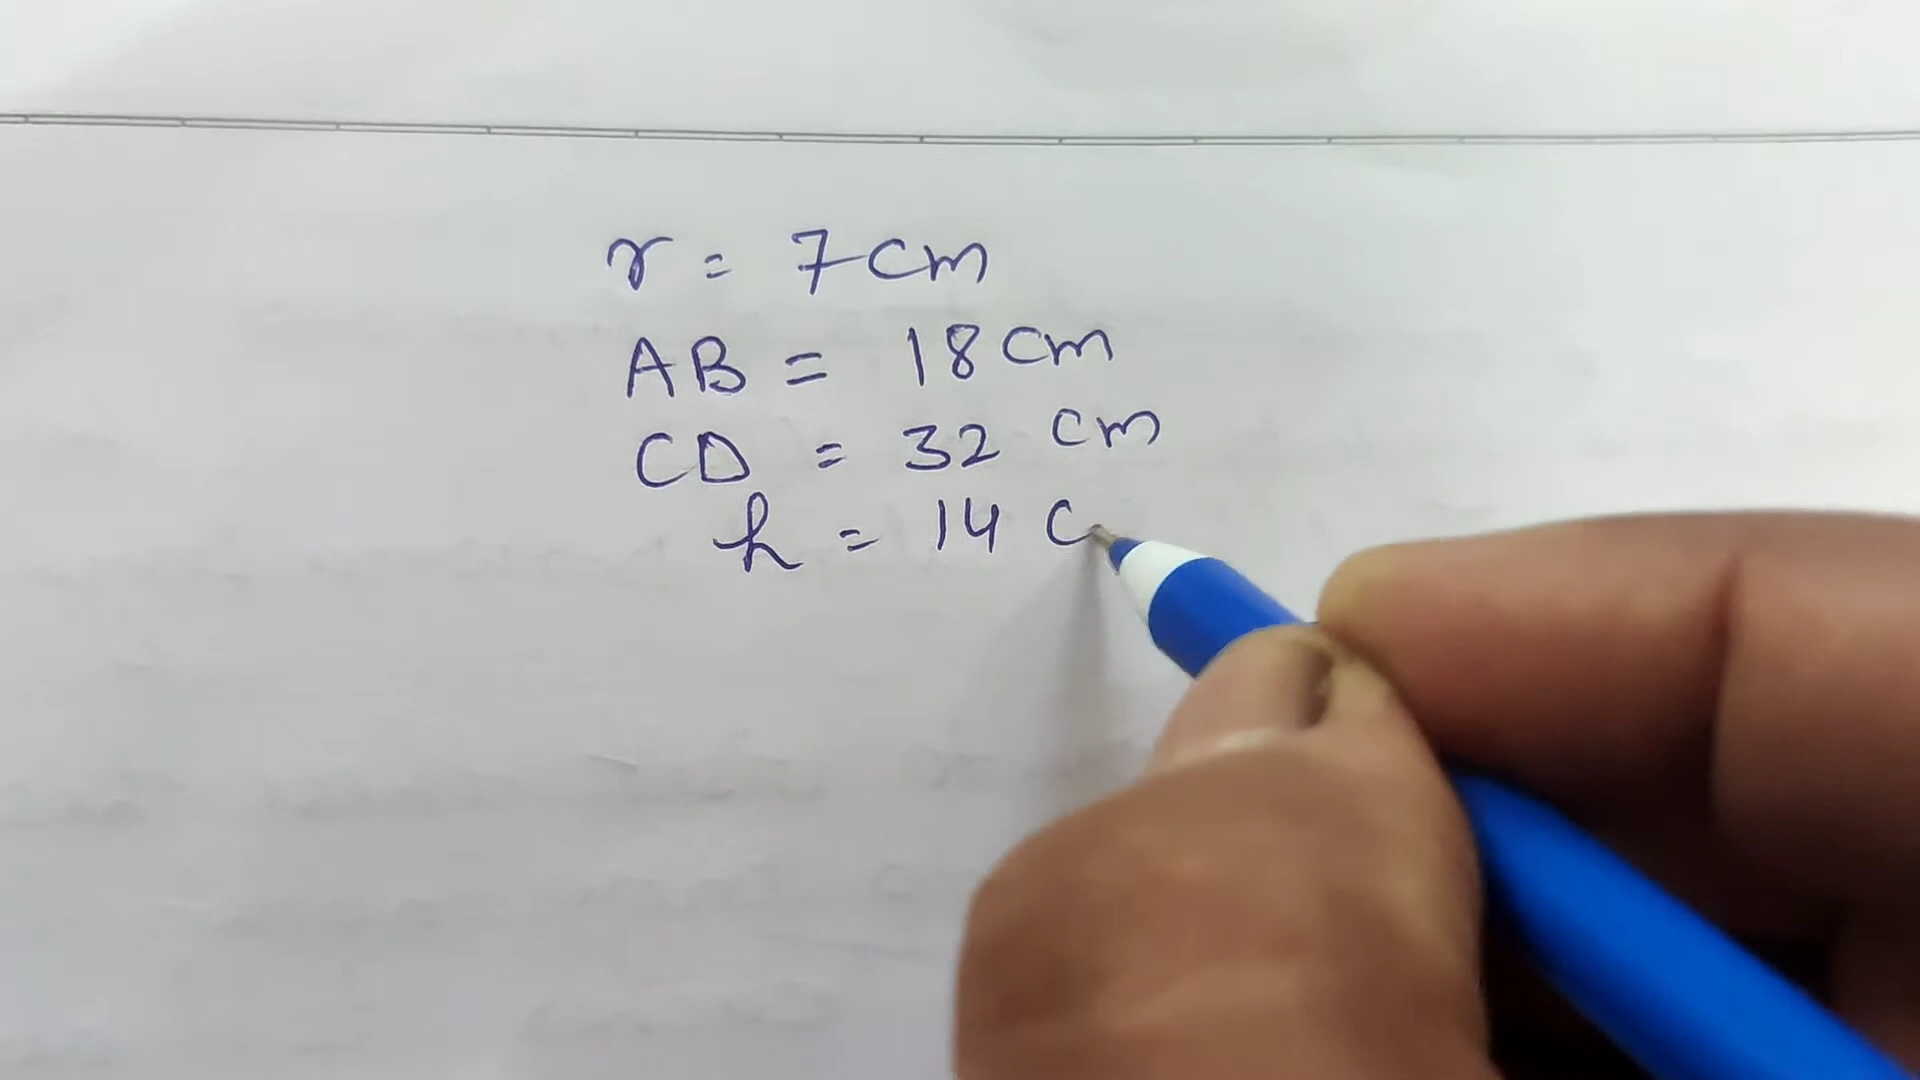 r = 7 cm
AB = 18 cm
CD = 32 cm
h = 14 c